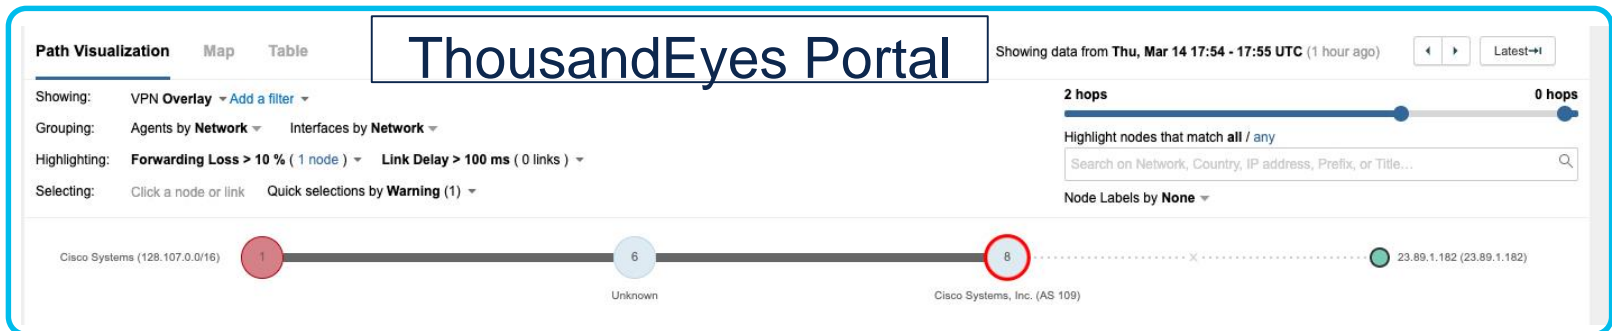 Path Visualization Map Table
ThousandEyes Portal
Showing data from Thu, Mar 14 17:54 - 17:55 UTC (1 hour ago)
Latest
Showing: VPN Overlay Add a filter
Grouping: Agents by Network Interfaces by Network
Highlighting: Forwarding Loss > 10 % ( 1 node ) Link Delay > 100 ms ( 0 links )
Selecting: Click a node or link Quick selections by Warning (1)
2 hops 0 hops
Highlight nodes that match all / any
Search on Network, Country, IP address, Prefix, or Title...
Node Labels by None
Cisco Systems (128.107.0.0/16) 1 6 8 x 23.89.1.182 (23.89.1.182)
Unknown Cisco Systems, Inc. (AS 109)